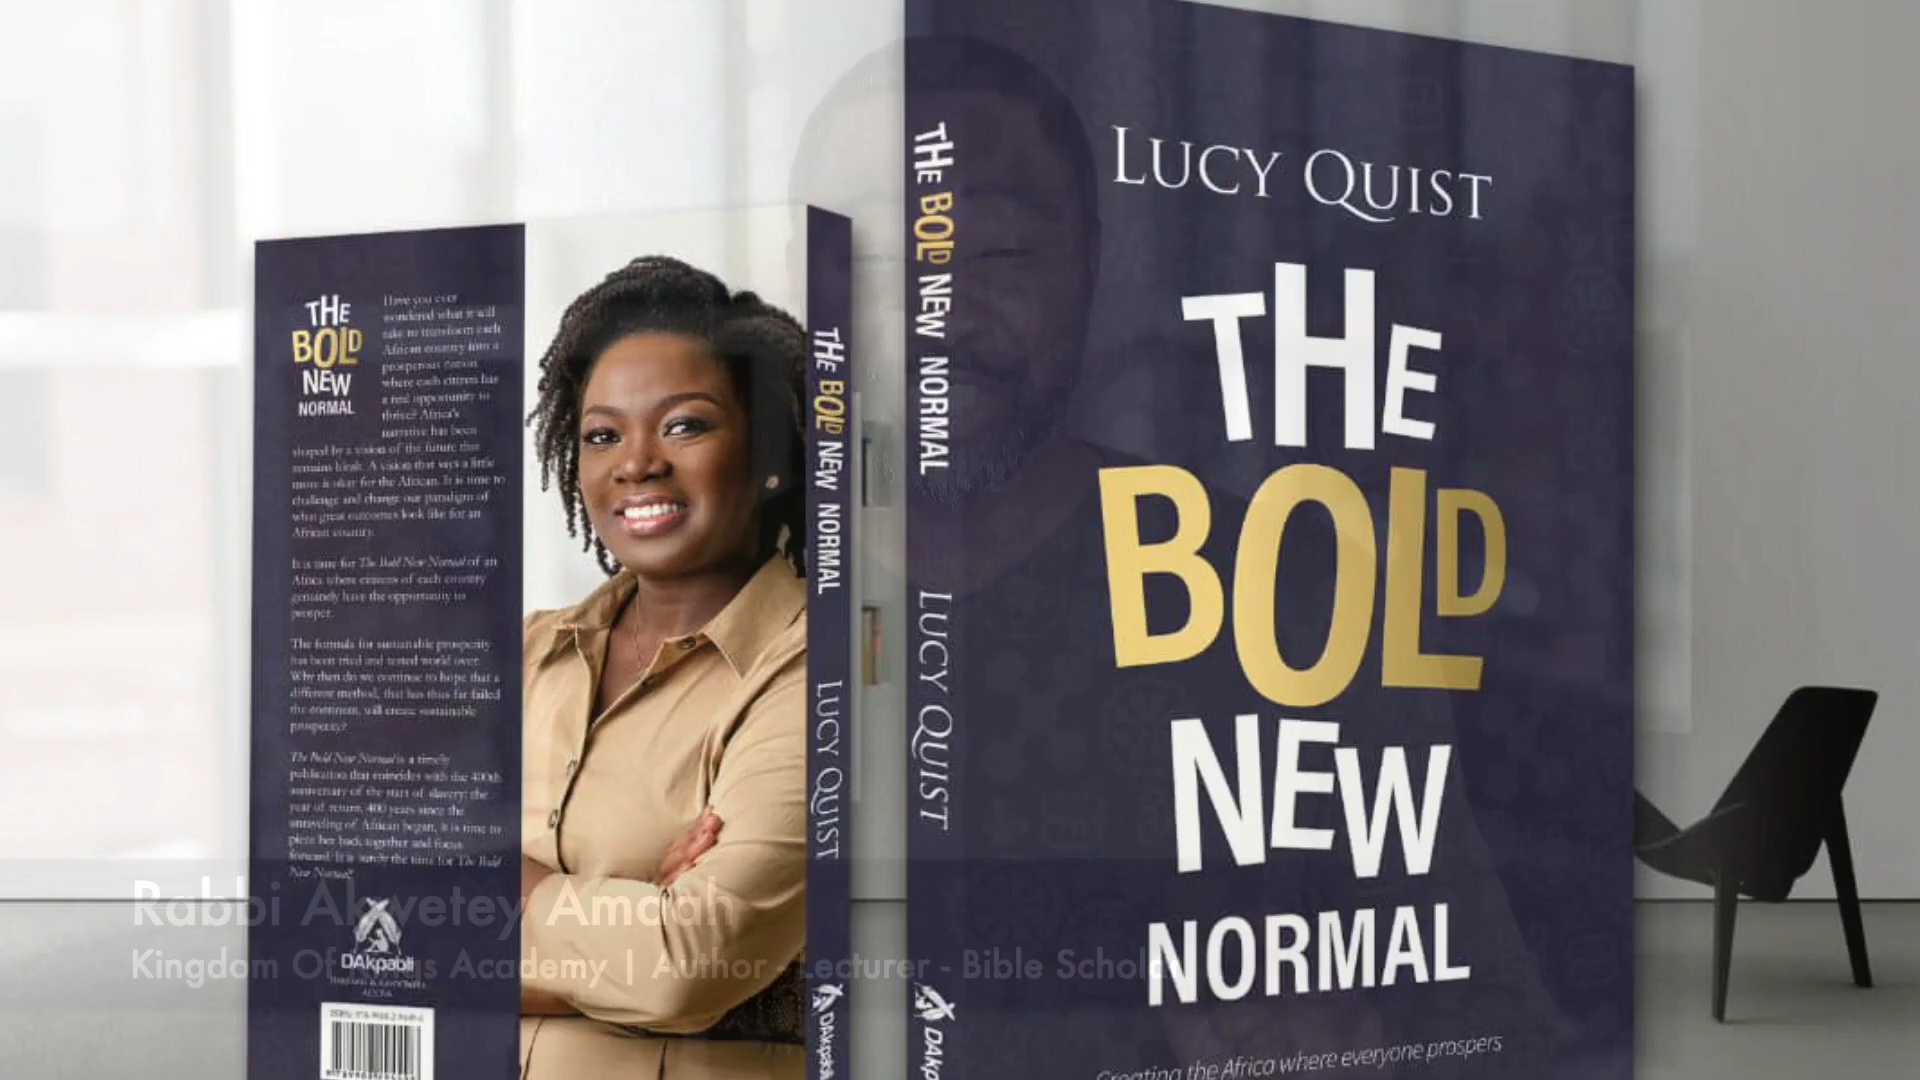 THE
BOLD
NEW
NORMAL
Have you ever
wondered what it will
take to transform each
African country into a
prosperous nation
where each citizen has
a real opportunity to
thrive? Africa's
narrative has been
shaped by a vision of the future that
remains bleak. A vision that says a little
more is okay for the African. It is time to
challenge and change our paradigm of
what great outcomes look like for an
African country.
It is time for The Bold New Normal of an
Africa where citizens of each country
genuinely have the opportunity to
prosper.
The formula for sustainable prosperity
has been tried and tested world over.
Why then do we continue to hope that a
different method, that has thus far failed
the continent, will create sustainable
prosperity?
The Bold New Normal is a timely
publication that coincides with the 400th
anniversary of the start of slavery; the
year of return, 400 years since the
unraveling of African began, it is time to
piece her back together and focus
forward. It is surely the time for The Bold
New Normal!
DAkpabli
ACCRA
THE BOLD NEW NORMAL
LUCY QUIST
DAkpabli
THE BOLD NEW NORMAL
LUCY QUIST
DAkp
LUCY QUIST
THE
BOLD
NEW
NORMAL
Creating the Africa where everyone prospers
Rabbi Akwetey Amaah
Kingdom Of Academy | Author - Lecturer - Bible Scholar